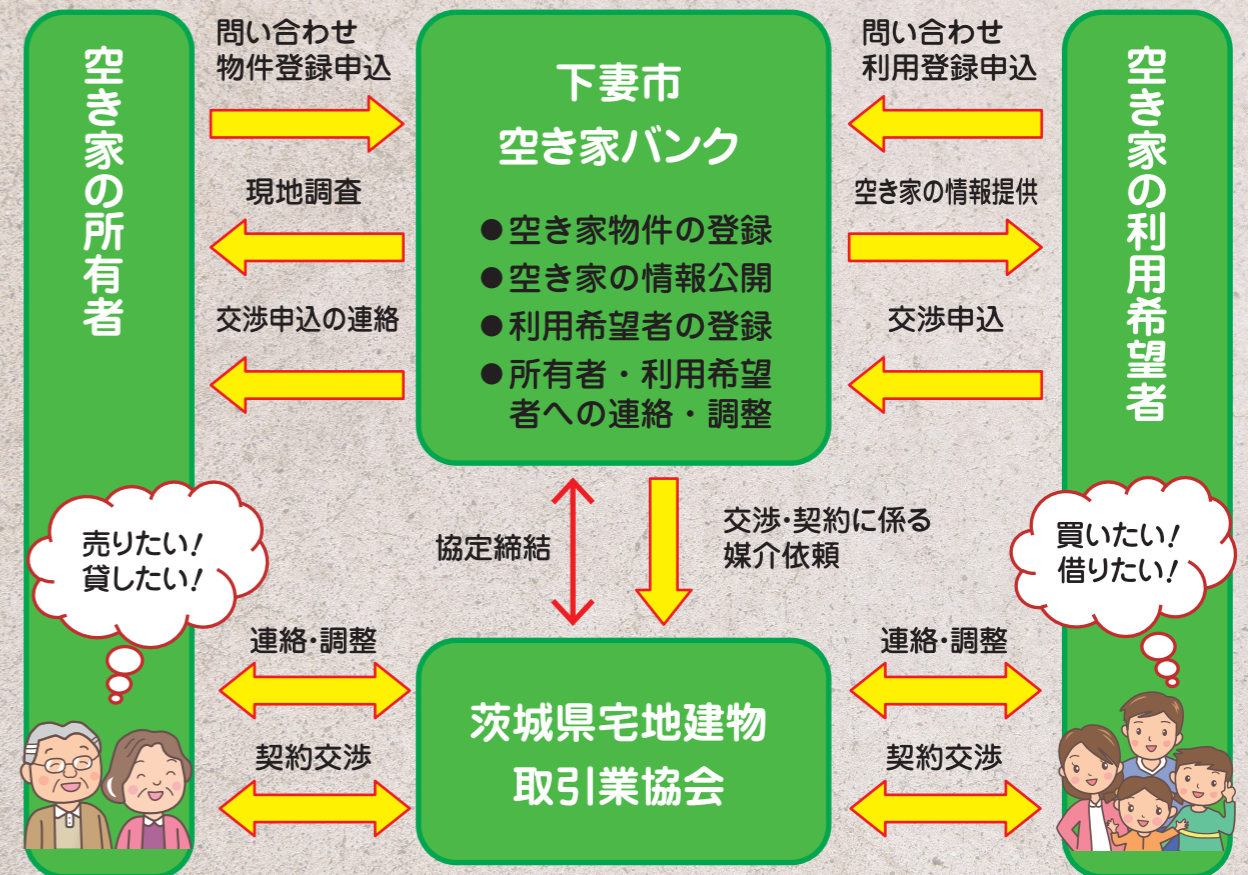 空き家の所有者
問い合わせ
物件登録申込
現地調査
交渉申込の連絡
下妻市
空き家バンク
●空き家物件の登録
●空き家の情報公開
●利用希望者の登録
●所有者・利用希望
者への連絡・調整
問い合わせ
利用登録申込
空き家の情報提供
交渉申込
空き家の利用希望者
売りたい!
貸したい!
協定締結
交渉・契約に係る
媒介依頼
買いたい!
借りたい!
連絡・調整
契約交渉
茨城県宅地建物
取引業協会
連絡・調整
契約交渉